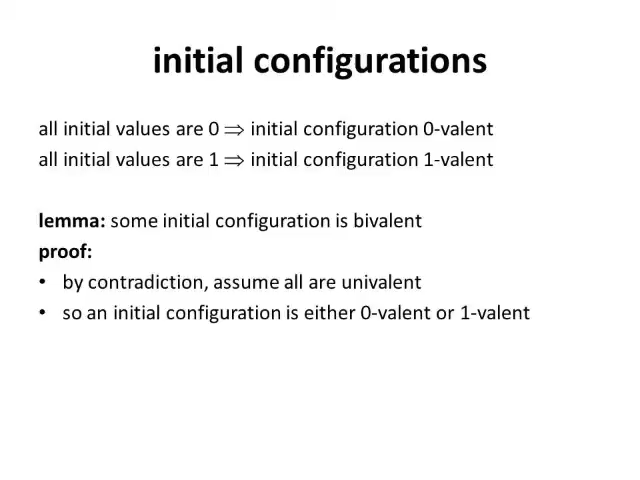 initial configurations
all initial values are 0 ⇒ initial configuration 0-valent
all initial values are 1 ⇒ initial configuration 1-valent
lemma: some initial configuration is bivalent
proof:
• by contradiction, assume all are univalent
• so an initial configuration is either 0-valent or 1-valent